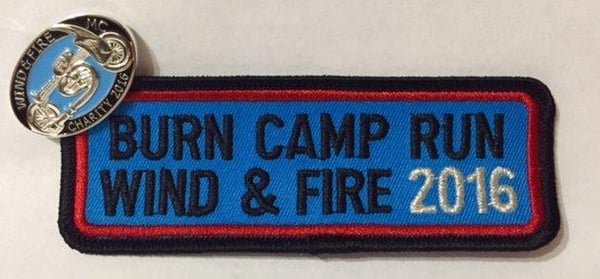 WIND & FIRE MC
CHARITY 2016
BURN CAMP RUN
WIND & FIRE 2016